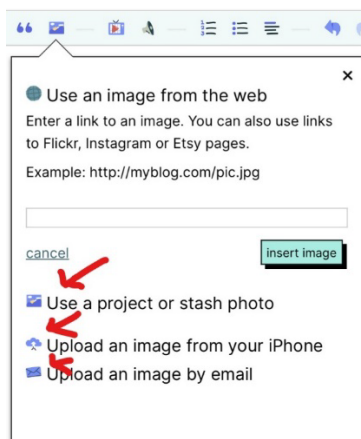 Use an image from the web
Enter a link to an image. You can also use links
to Flickr, Instagram or Etsy pages.
Example: http://myblog.com/pic.jpg
cancel
insert image
Use a project or stash photo
Upload an image from your iPhone
Upload an image by email